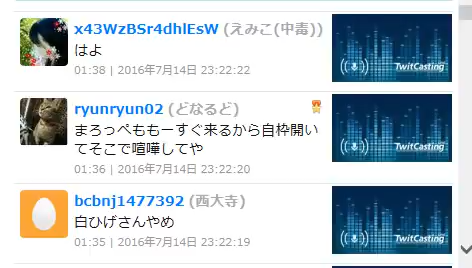 x43WzBSr4dhlEsW (えみこ(中毒))
はよ
01:38 | 2016年7月14日 23:22:22
TwitCasting
ryunryun02 (どなるど)
まろっぺももーすぐ来るから自枠開い
てそこで喧嘩してや
01:36 | 2016年7月14日 23:22:20
TwitCasting
bcbnj1477392 (西大寺)
白ひげさんやめ
01:35 | 2016年7月14日 23:22:19
TwitCasting